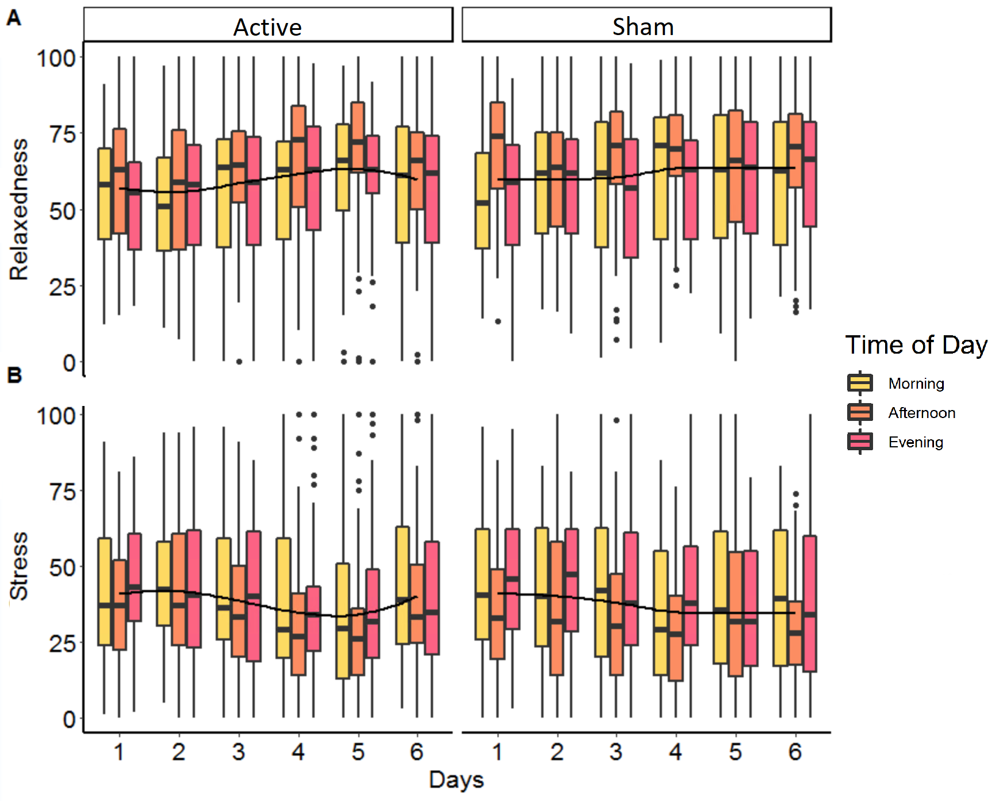 A
Active
Sham
100
75
50
25
0
Relaxedness
B
100
75
50
25
0
Stress
1 2 3 4 5 6
1 2 3 4 5 6
Days
Time of Day
Morning
Afternoon
Evening